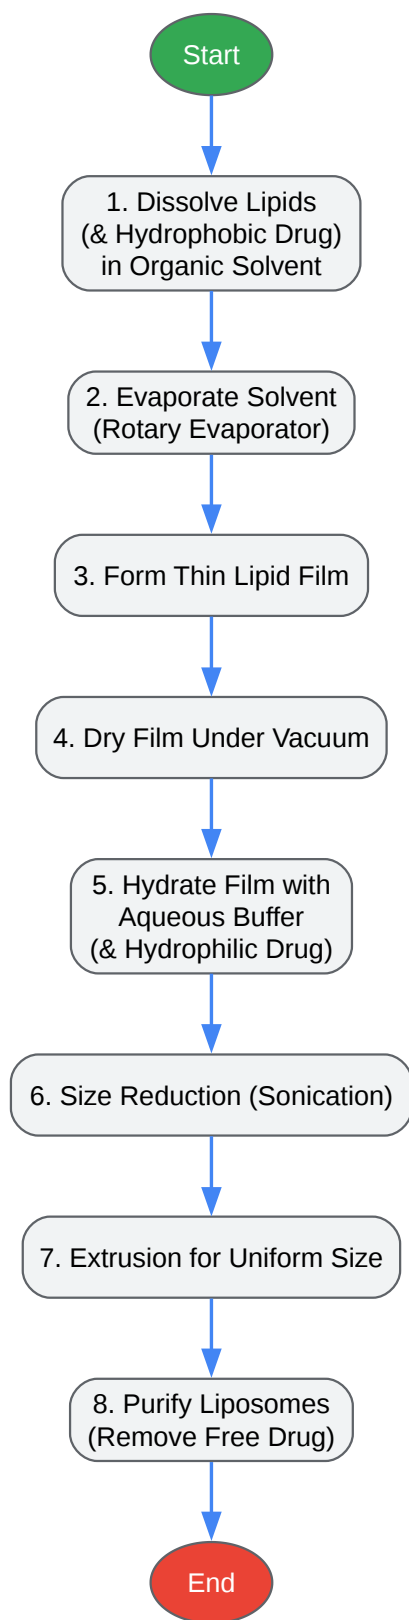 Start
1. Dissolve Lipids
(& Hydrophobic Drug)
in Organic Solvent
2. Evaporate Solvent
(Rotary Evaporator)
3. Form Thin Lipid Film
4. Dry Film Under Vacuum
5. Hydrate Film with
Aqueous Buffer
(& Hydrophilic Drug)
6. Size Reduction (Sonication)
7. Extrusion for Uniform Size
8. Purify Liposomes
(Remove Free Drug)
End